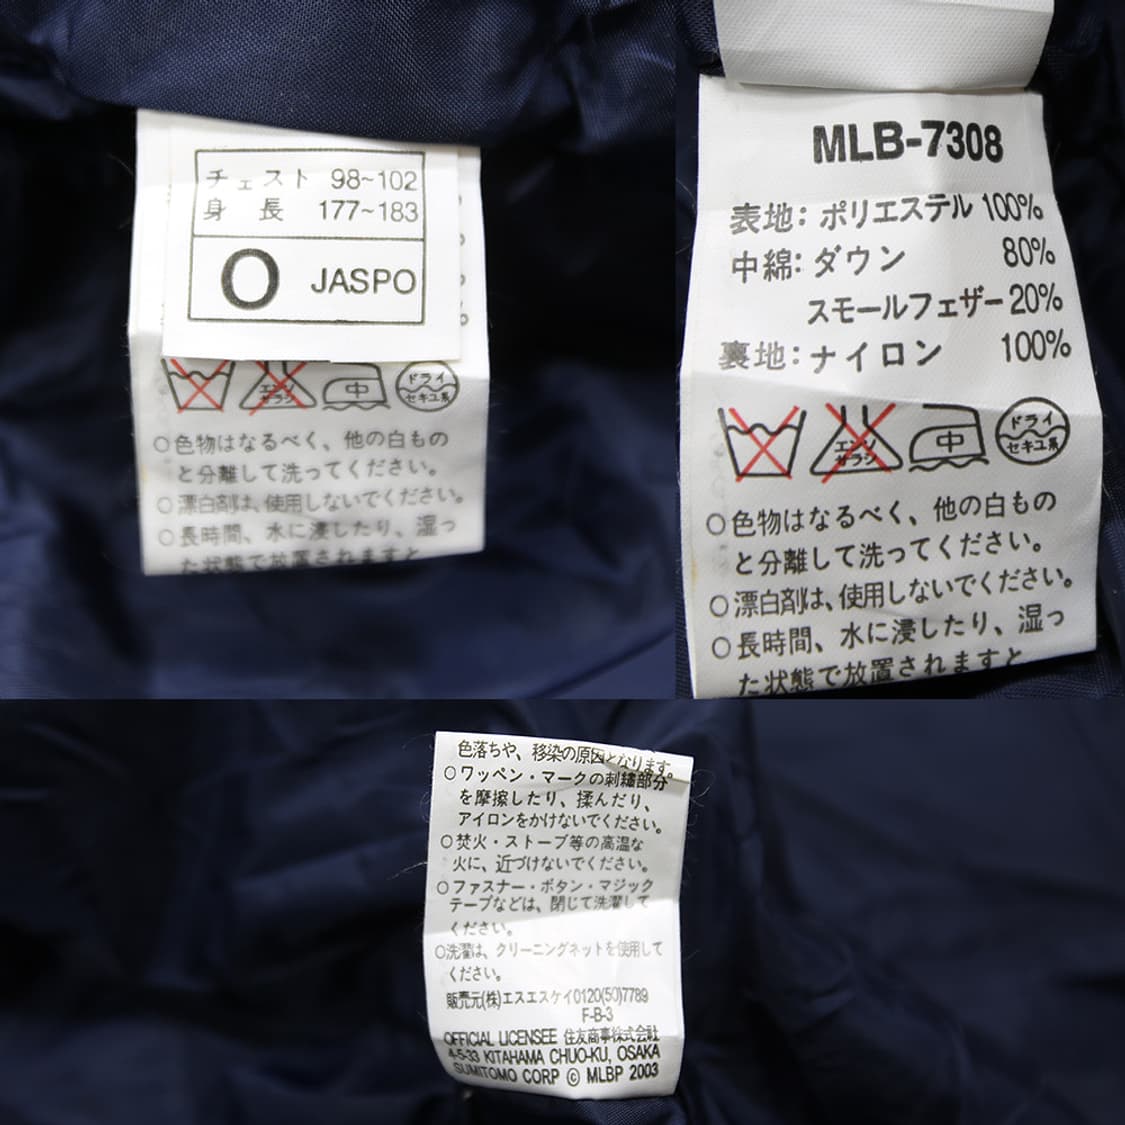 チェスト 98~102
身 長 177~183
O JASPO
エンソ
サラシ
中
ドライ
セキユ系
○色物はなるべく、他の白もの
と分離して洗ってください。
○漂白剤は、使用しないでください。
○長時間、水に浸したり、湿っ
た状態で放置されますと
MLB-7308
表地:ポリエステル 100%
中綿:ダウン 80%
スモールフェザー 20%
裏地:ナイロン 100%
エンソ
サラシ
中
ドライ
セキユ系
○色物はなるべく、他の白もの
と分離して洗ってください。
○漂白剤は、使用しないでください。
○長時間、水に浸したり、湿っ
た状態で放置されますと
色落ちや、移染の原因となります。
○ワッペン・マークの刺繡部分
を摩擦したり、揉んだり、
アイロンをかけないでください。
○焚火・ストーブ等の高温な
火に、近づけないでください。
○ファスナー・ボタン・マジック
テープなどは、閉じて洗濯して
ください。
○洗濯は、クリーニングネットを使用して
ください。
販売元(株)エスエスケイ0120(50)7789
F-B-3
OFFICIAL LICENSEE 住友商事株式会社
4-5-33 KITAHAMA CHUO-KU, OSAKA
SUMITOMO CORP © MLBP 2003